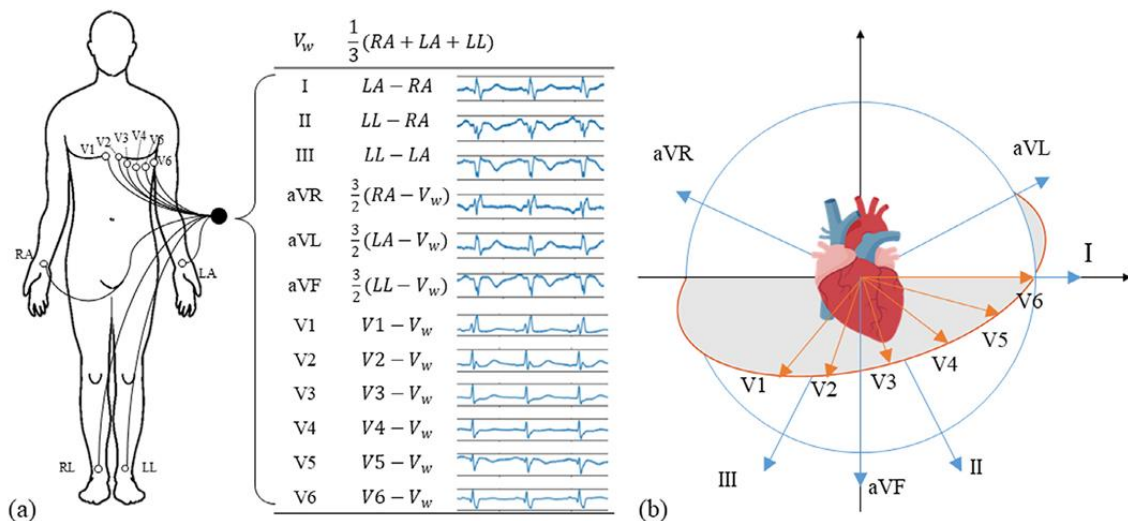 V1
V2
V3
V4
V5
V6
RA
LA
RL
LL
(a)
V_w 1/3(RA + LA + LL)
I LA − RA
II LL − RA
III LL − LA
aVR 3/2(RA − V_w)
aVL 3/2(LA − V_w)
aVF 3/2(LL − V_w)
V1 V1 − V_w
V2 V2 − V_w
V3 V3 − V_w
V4 V4 − V_w
V5 V5 − V_w
V6 V6 − V_w
aVR
aVL
I
V6
V5
V4
V3
V2
V1
III
II
aVF
(b)